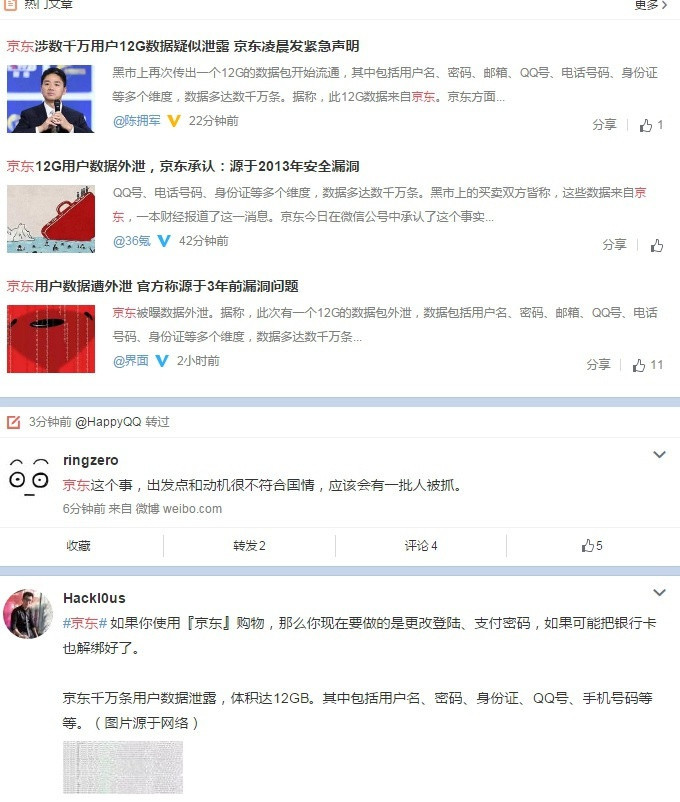 热门文章 更多
京东涉数千万用户12G数据疑似泄露 京东凌晨发紧急声明
黑市上再次传出一个12G的数据包开始流通，其中包括用户名、密码、邮箱、QQ号、电话号码、身份证
等多个维度，数据多达数千万条。据称，此12G数据来自京东。京东方面...
@陈拥军 22分钟前 分享 1
京东12G用户数据外泄，京东承认：源于2013年安全漏洞
QQ号、电话号码、身份证等多个维度，数据多达数千万条。黑市上的买卖双方皆称，这些数据来自京
东，一本财经报道了这一消息。京东今日在微信公号中承认了这个事实...
@36氪 42分钟前 分享
京东用户数据遭外泄 官方称源于3年前漏洞问题
京东被曝数据外泄。据称，此次有一个12G的数据包外泄，数据包括用户名、密码、邮箱、QQ号、电话
号码、身份证等多个维度，数据多达数千万条...
@界面 2小时前 分享 11
3分钟前 @HappyQQ 转过
ringzero
京东这个事，出发点和动机很不符合国情，应该会有一批人被抓。
6分钟前 来自 微博 weibo.com
收藏 转发2 评论4 5
Hackl0us
#京东# 如果你使用『京东』购物，那么你现在要做的是更改登陆、支付密码，如果可能把银行卡
也解绑好了。
京东千万条用户数据泄露，体积达12GB。其中包括用户名、密码、身份证、QQ号、手机号码等
等。（图片源于网络）